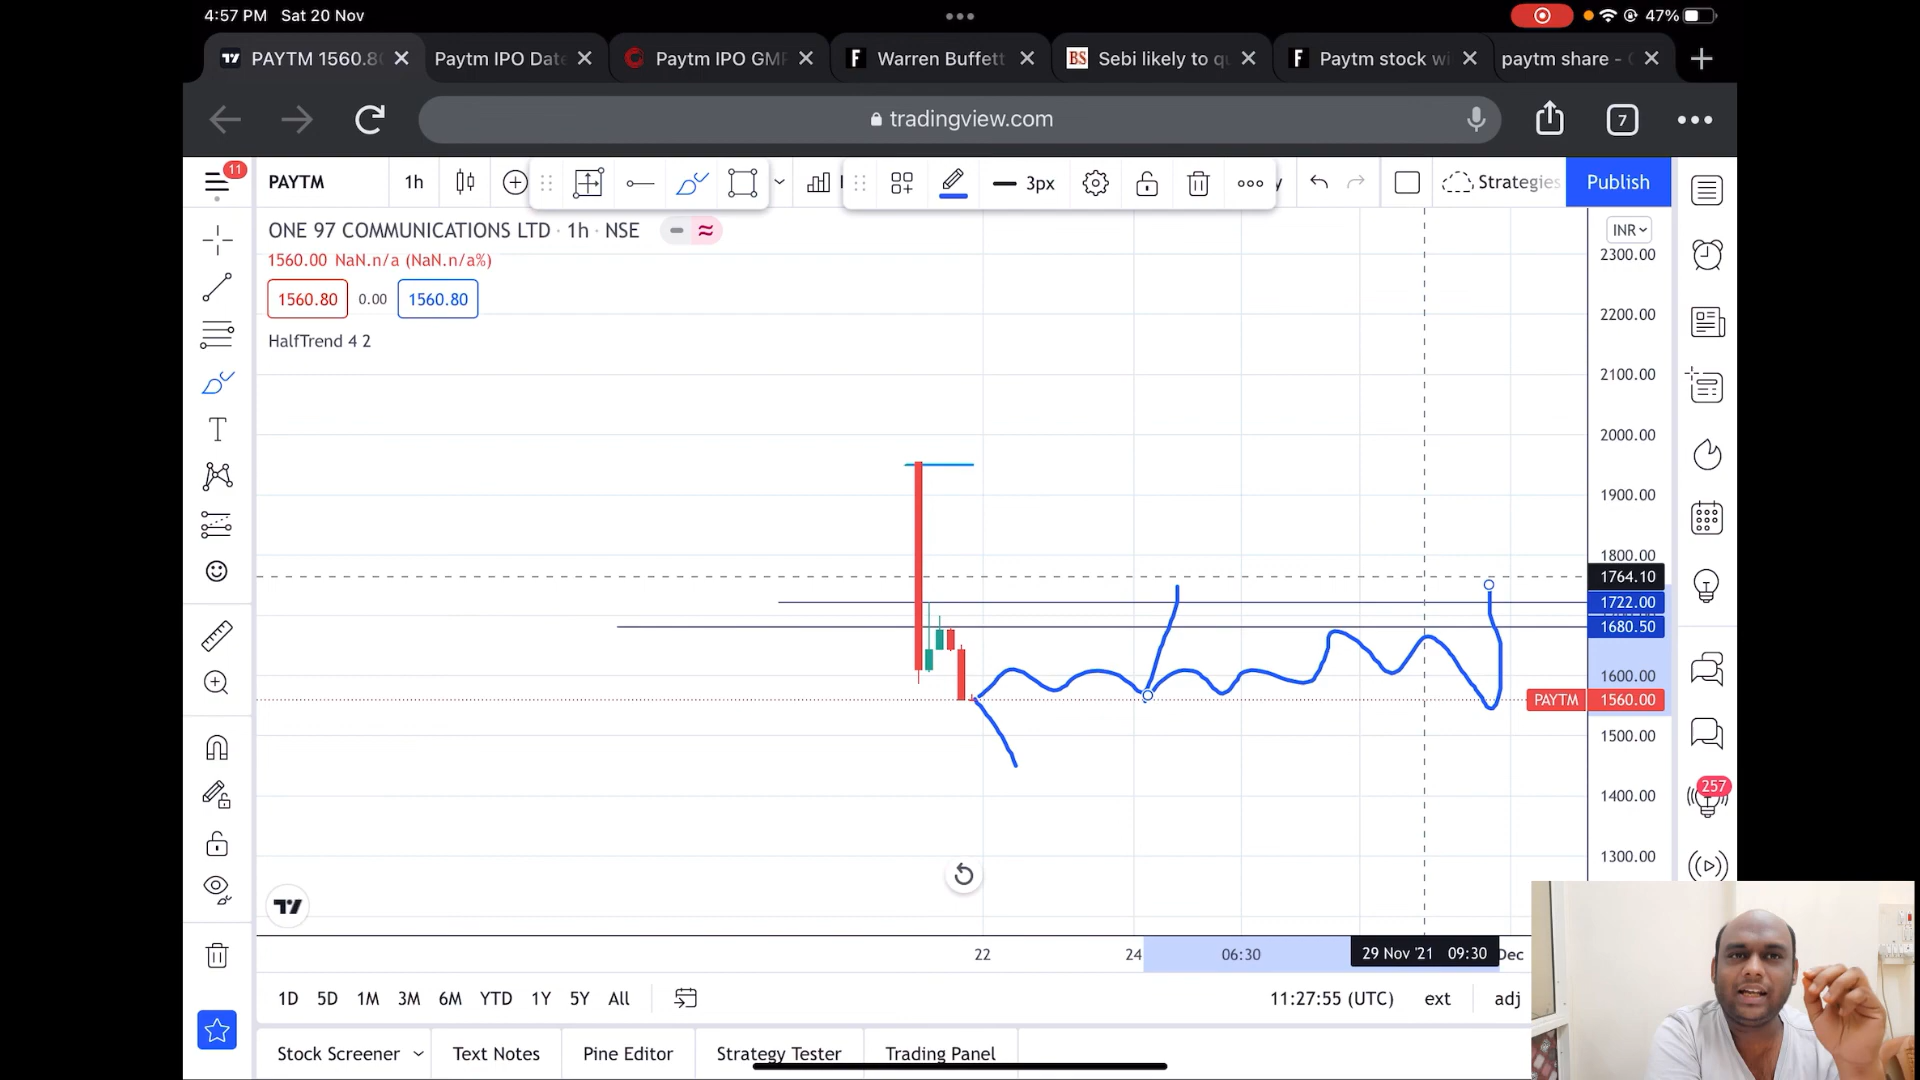 4:57 PM Sat 20 Nov
47%
PAYTM 1560.8
Paytm IPO Date
Paytm IPO GMP
F Warren Buffett
BS Sebi likely to qu
F Paytm stock wi
paytm share -
tradingview.com
7
11
PAYTM
1h
3px
Strategies
Publish
ONE 97 COMMUNICATIONS LTD · 1h · NSE
INR
1560.00 NaN.n/a (NaN.n/a%)
1560.80 0.00 1560.80
HalfTrend 4 2
2300.00
2200.00
2100.00
2000.00
1900.00
1800.00
1764.10
1722.00
1680.50
1600.00
PAYTM 1560.00
1500.00
1400.00
1300.00
257
22
24
06:30
29 Nov '21 09:30
Dec
1D 5D 1M 3M 6M YTD 1Y 5Y All
11:27:55 (UTC)
ext
adj
Stock Screener
Text Notes
Pine Editor
Strategy Tester
Trading Panel